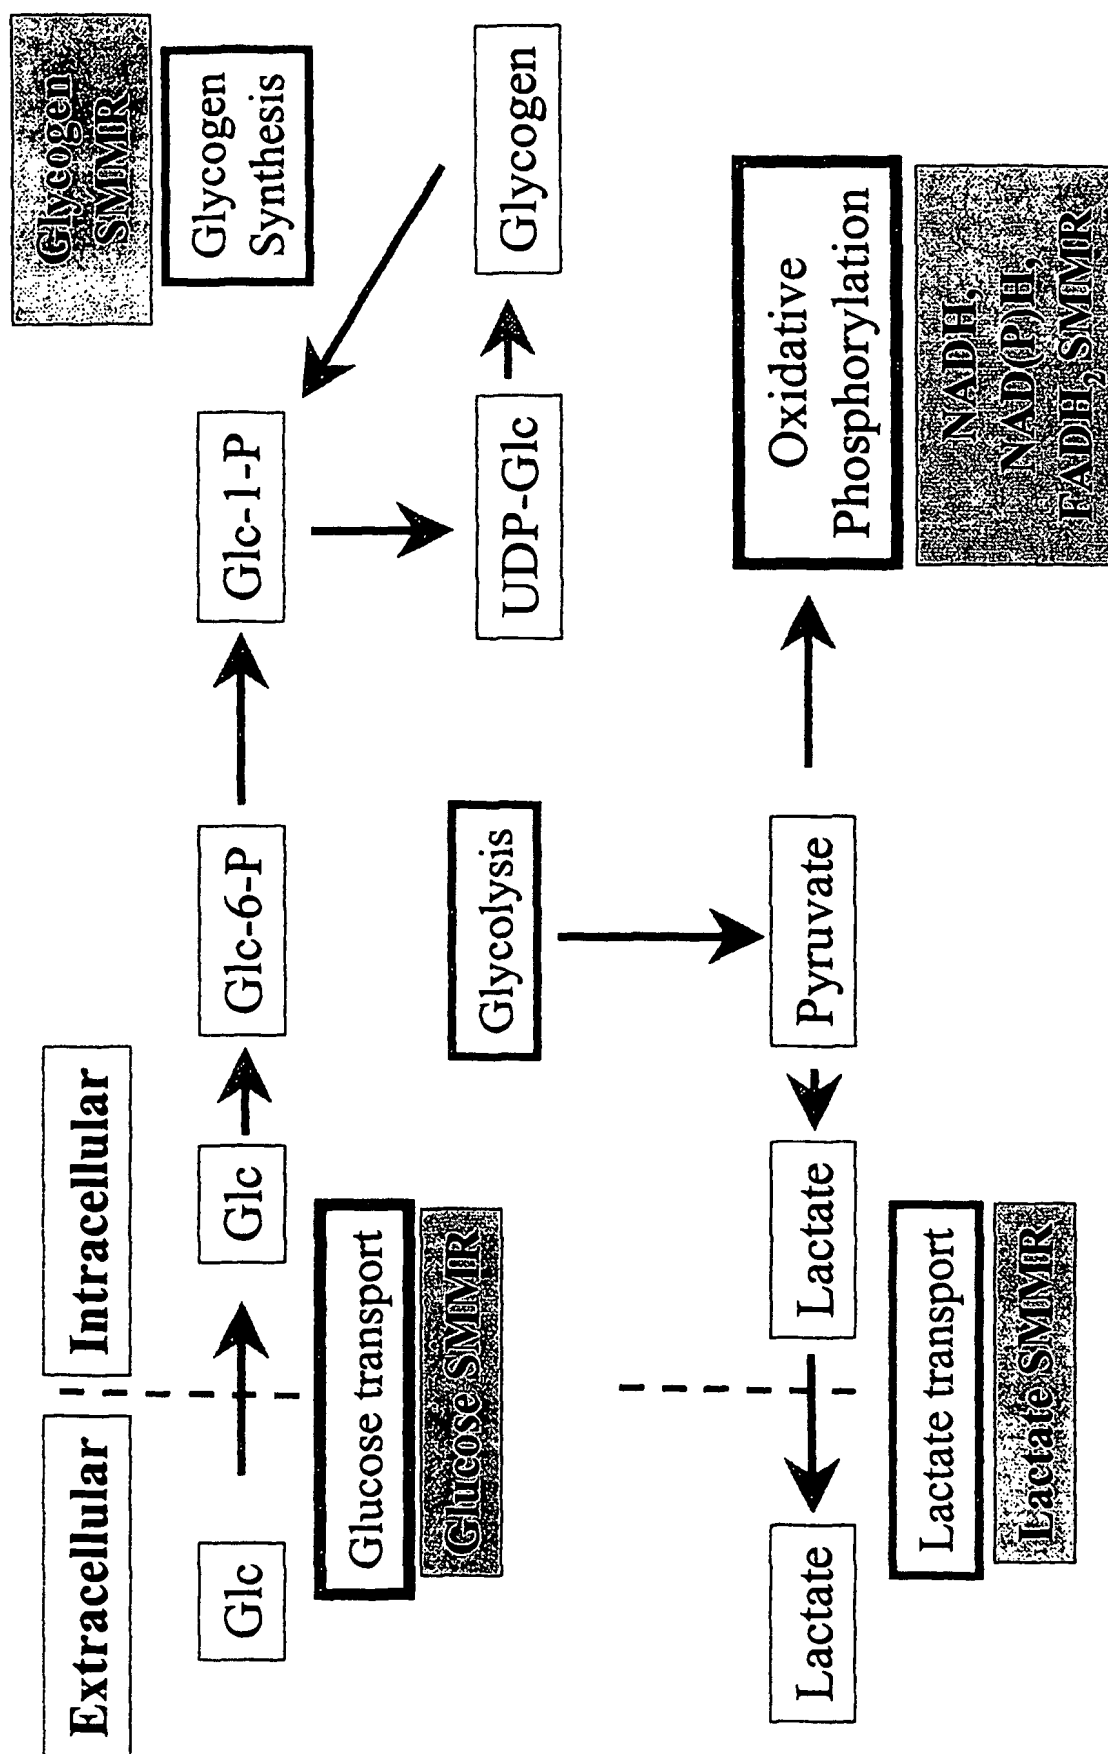 Extracellular
Intracellular
Glycogen
SMMR
Glycogen
Synthesis
Glc
Glc
Glc-6-P
Glc-1-P
Glucose transport
Glucose SMMR
Glycolysis
UDP-Glc
Glycogen
Lactate
Lactate
Pyruvate
Oxidative
Phosphorylation
Lactate transport
Lactate SMMR
NADH,
NAD(P)H,
FADH₂ SMMR